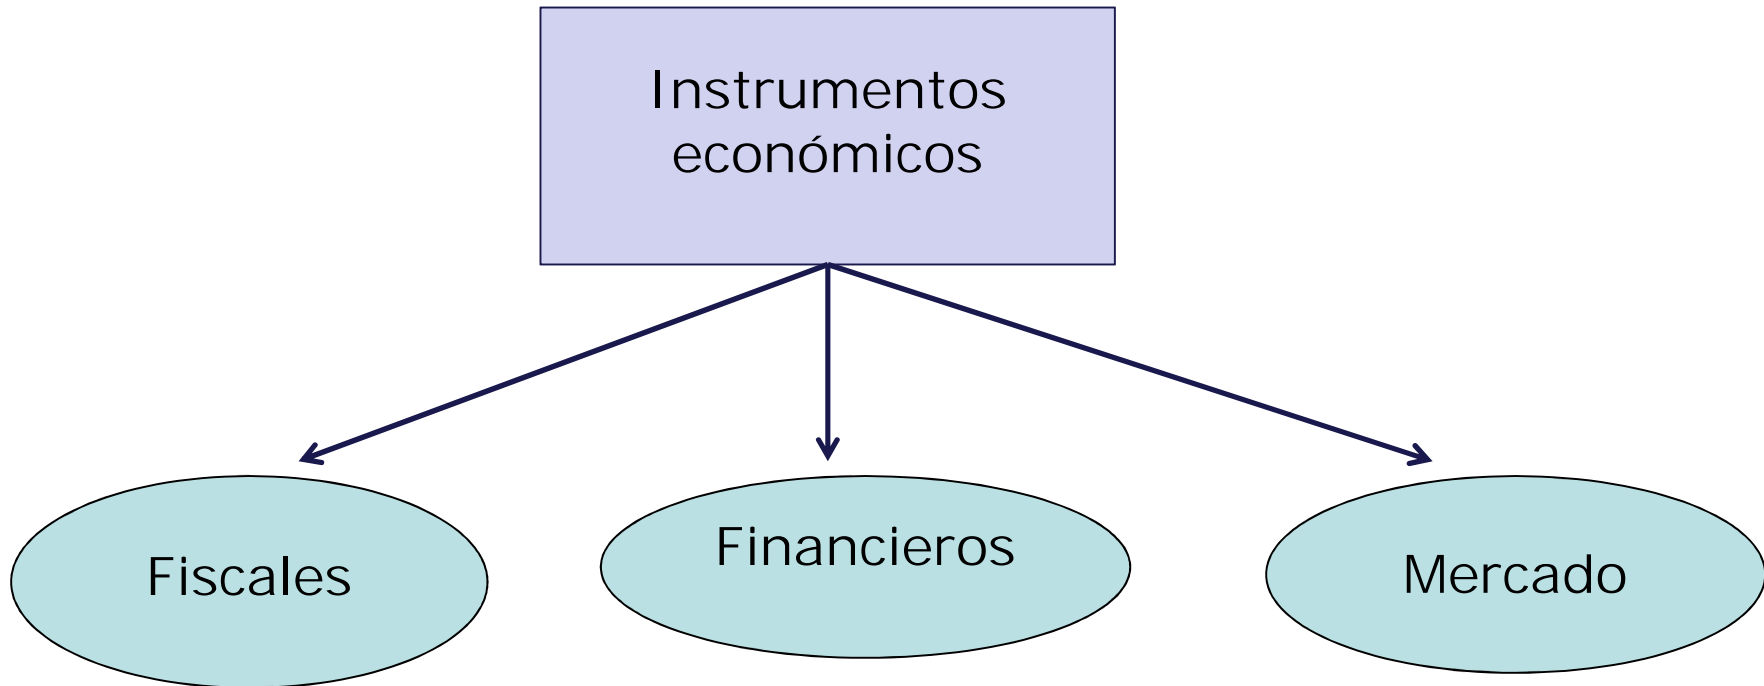 Instrumentos
económicos
Fiscales
Financieros
Mercado